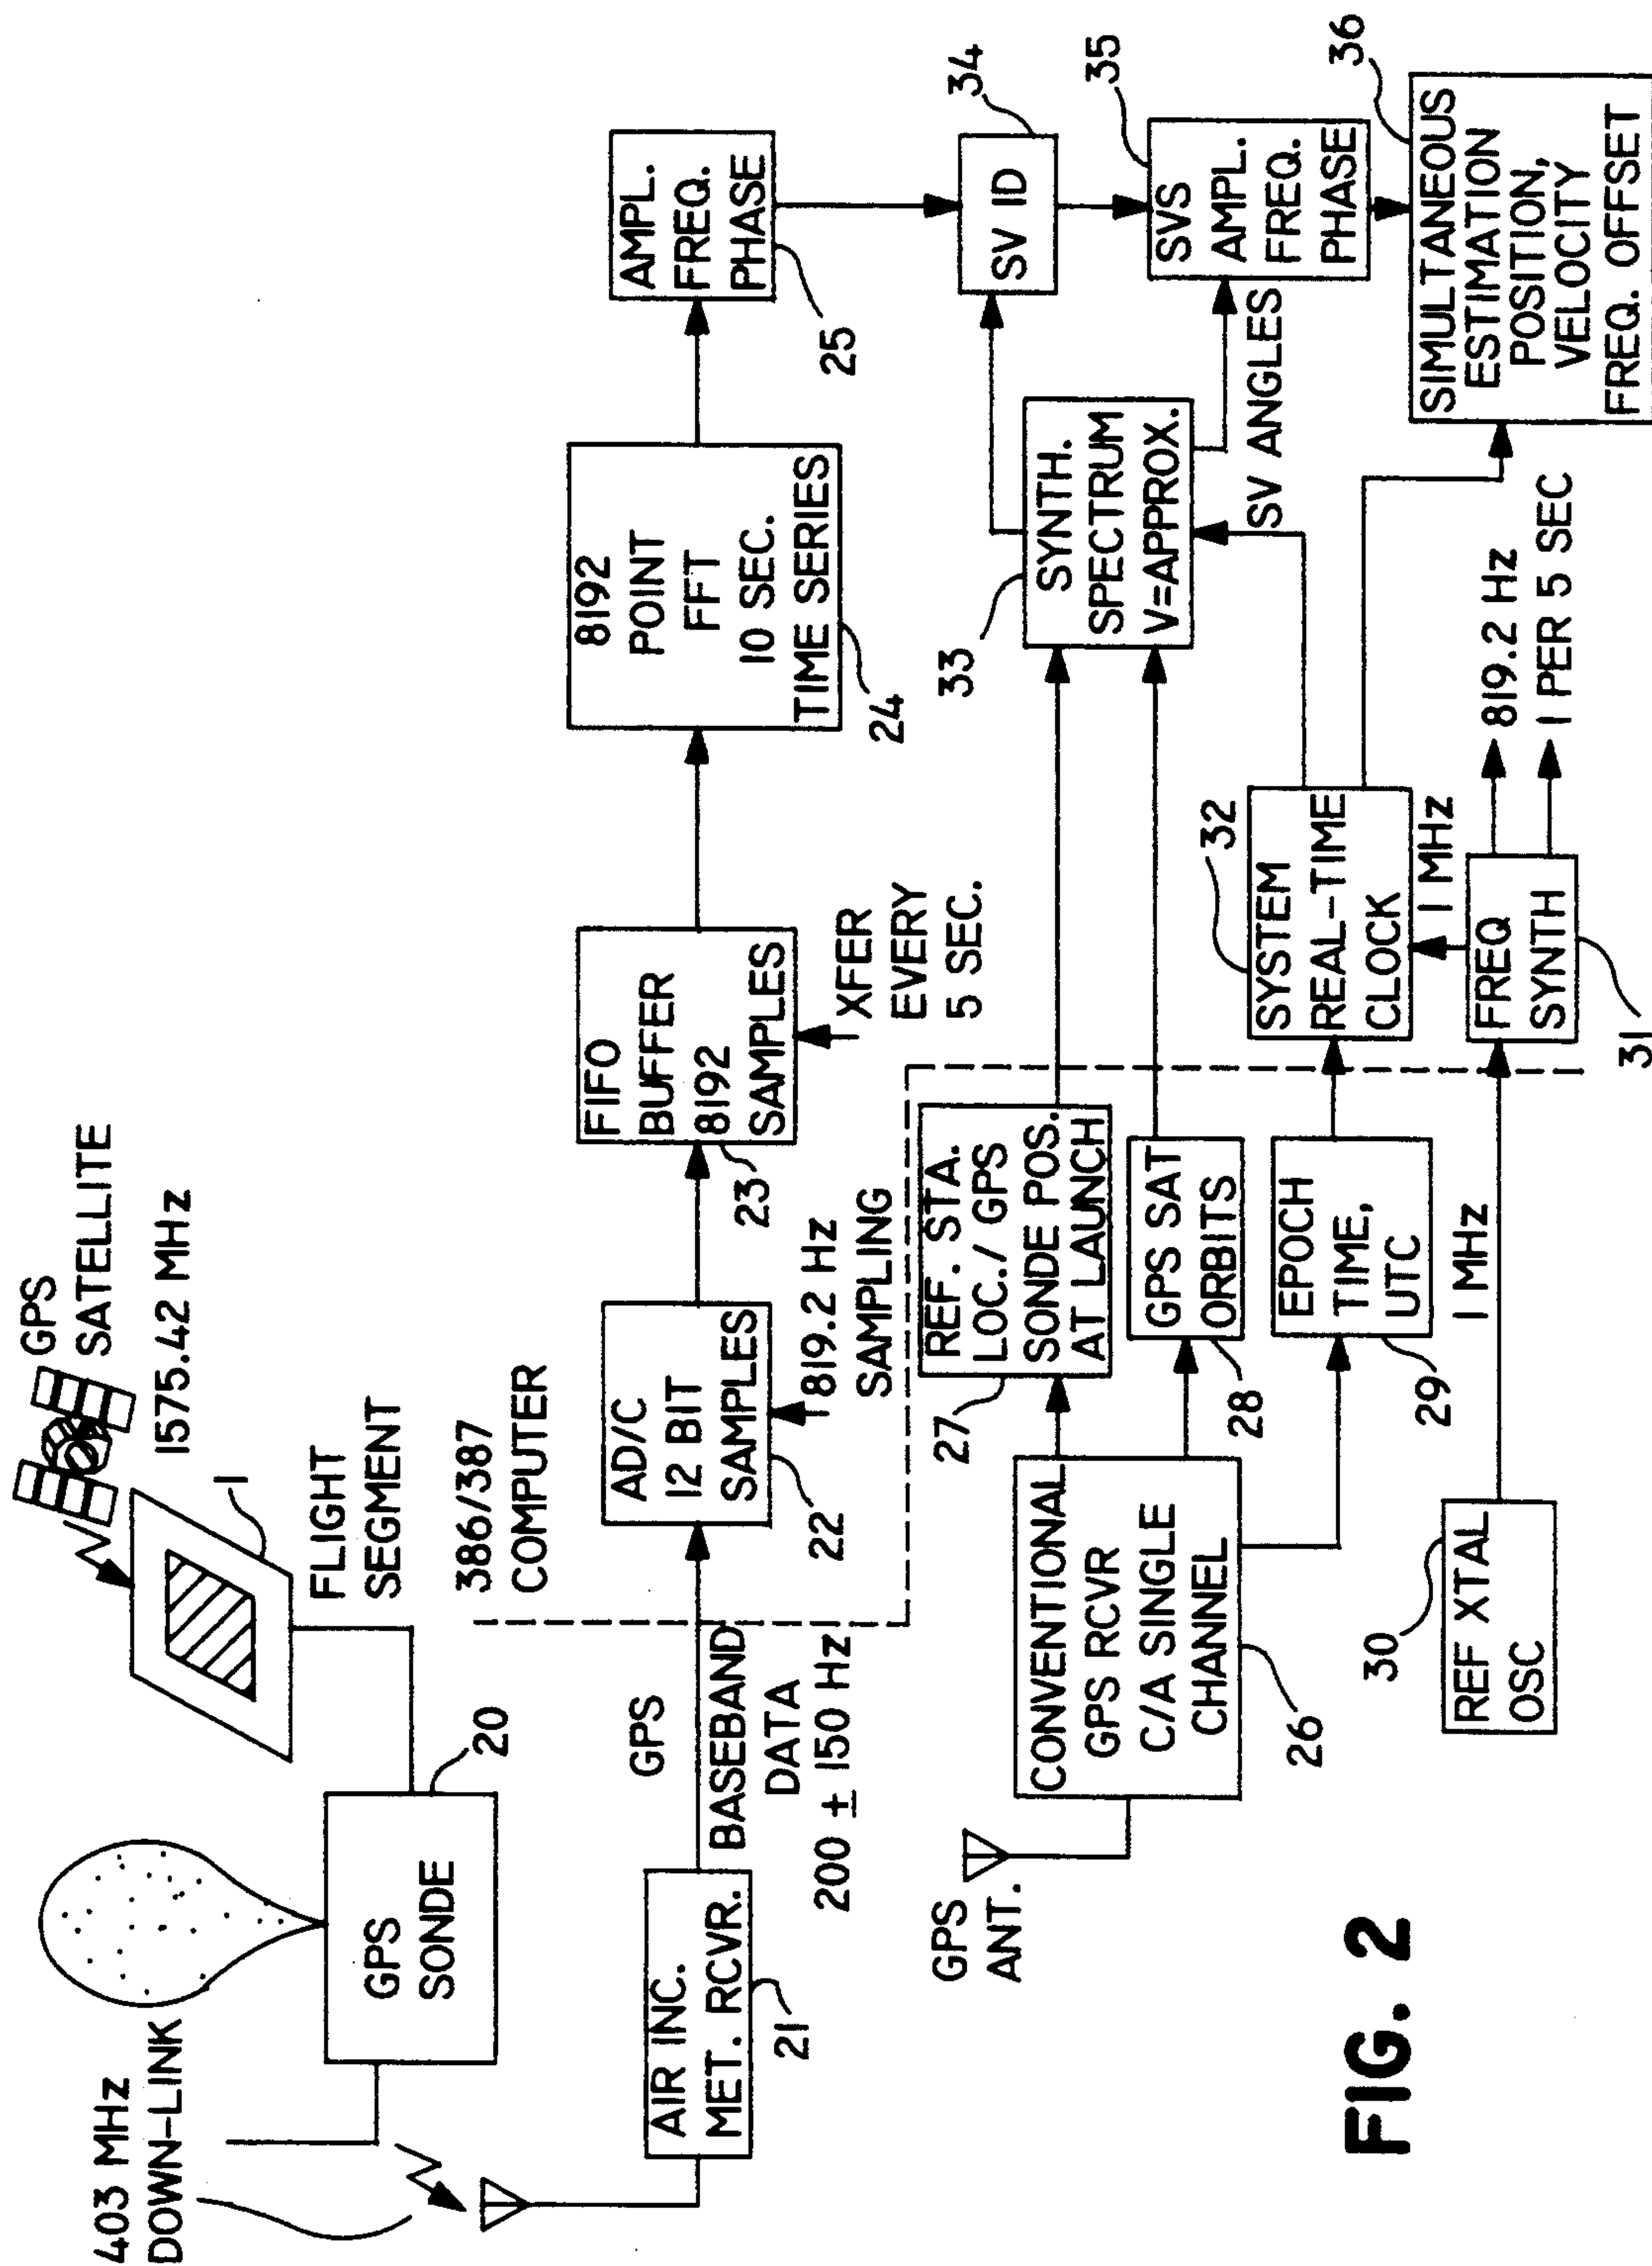 403 MHz
DOWN-LINK
GPS
SONDE
20
GPS
SATELLITE
1575.42 MHz
1
FLIGHT
SEGMENT
AIR INC.
MET. RCVR.
21
GPS
BASEBAND
DATA
200 ± 150 Hz
386/387
COMPUTER
AD/C
12 BIT
SAMPLES
22
819.2 Hz
SAMPLING
FIFO
BUFFER
8192
SAMPLES
23
XFER
EVERY
5 SEC.
8192
POINT
FFT
10 SEC.
TIME SERIES
24
AMPL.
FREQ.
PHASE
25
GPS
ANT.
CONVENTIONAL
GPS RCVR
C/A SINGLE
CHANNEL
26
REF. STA.
LOC./ GPS
SONDE POS.
AT LAUNCH
27
GPS SAT
ORBITS
28
EPOCH
TIME,
UTC
29
30
REF XTAL
OSC
1 MHz
FREQ
SYNTH
31
1 MHz
819.2 Hz
1 PER 5 SEC
SYSTEM
REAL-TIME
CLOCK
32
33
SYNTH.
SPECTRUM
V=APPROX.
SV ANGLES
SV ID
34
SVS
AMPL.
FREQ.
PHASE
35
SIMULTANEOUS
ESTIMATION
POSITION,
VELOCITY
FREQ. OFFSET
36
FIG. 2